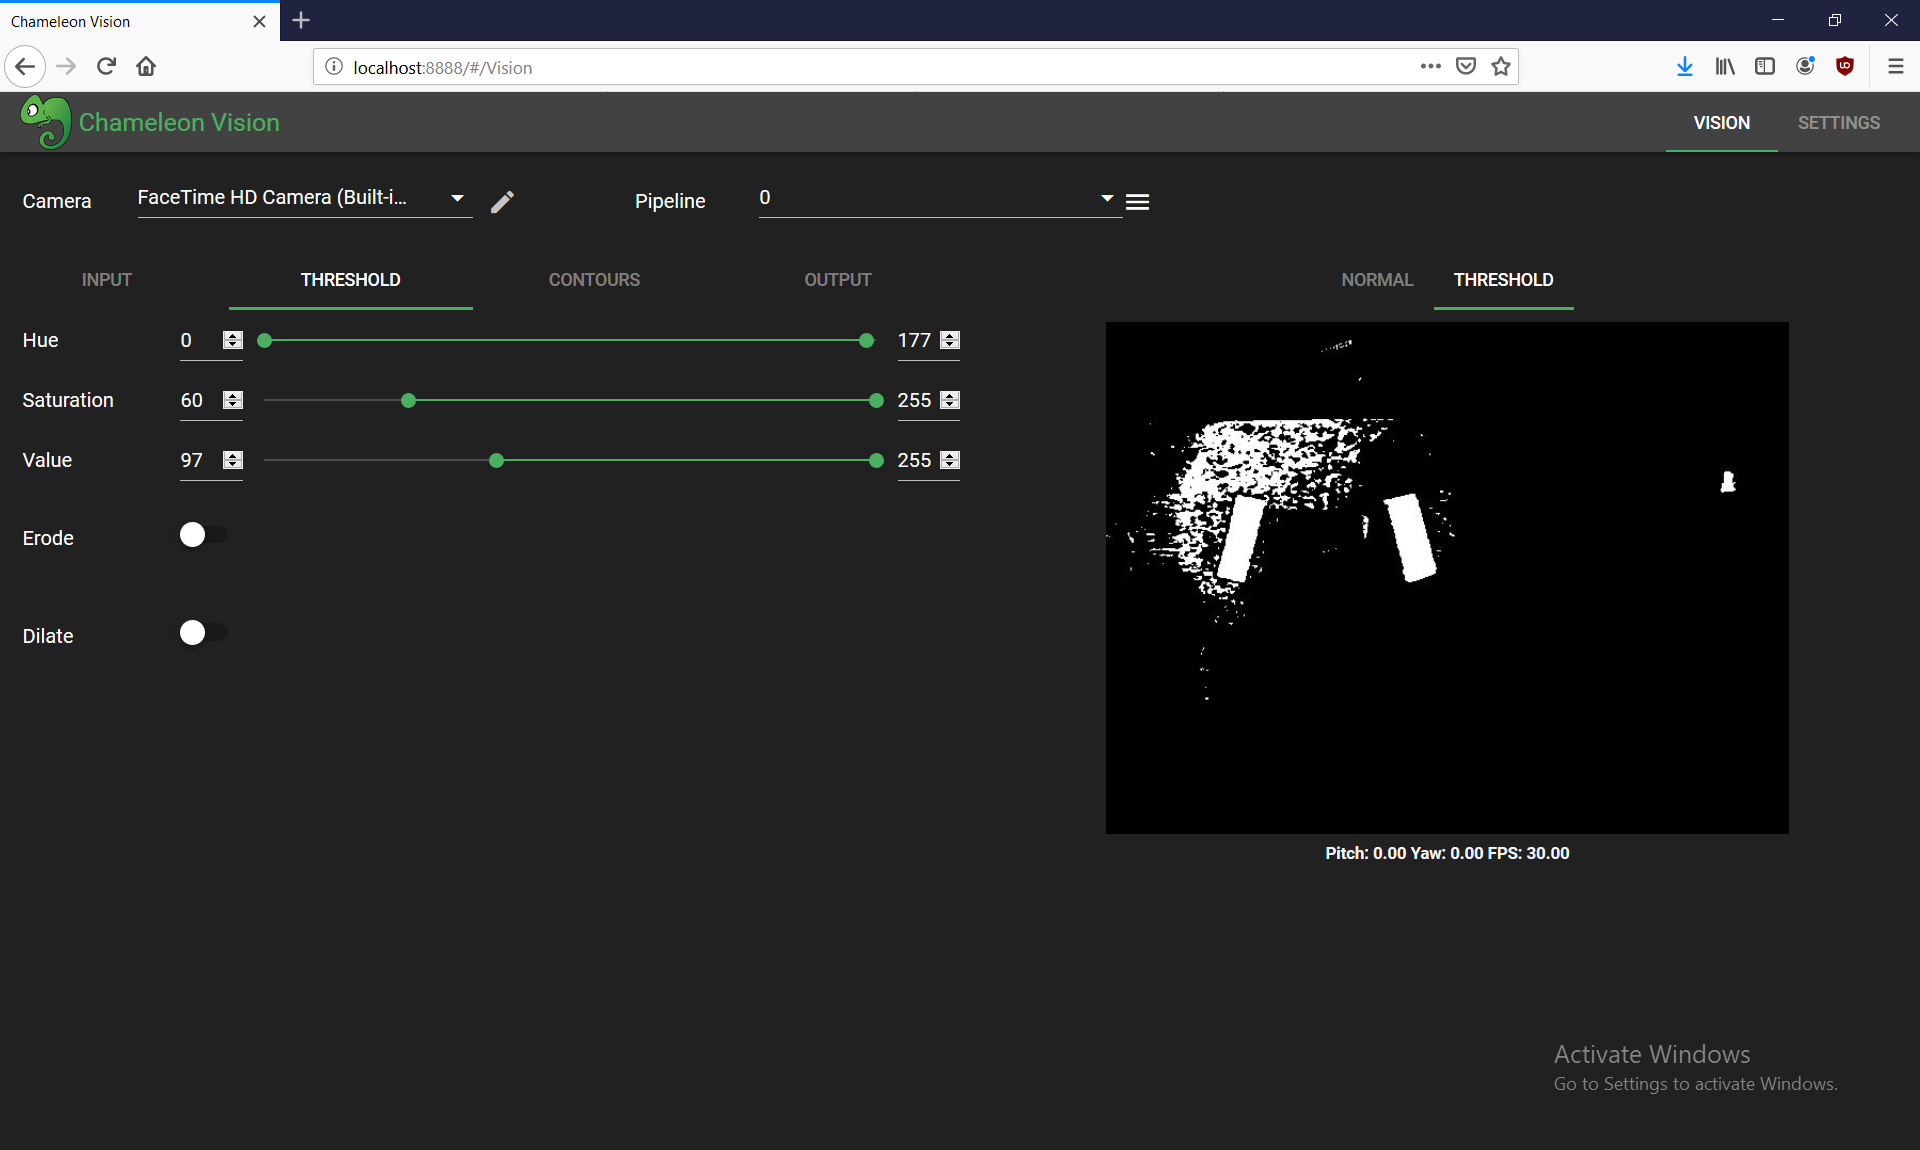 Chameleon Vision
localhost:8888/#/Vision
Chameleon Vision
VISION SETTINGS
Camera FaceTime HD Camera (Built-i... Pipeline 0
INPUT THRESHOLD CONTOURS OUTPUT NORMAL THRESHOLD
Hue 0 177
Saturation 60 255
Value 97 255
Erode
Dilate
Pitch: 0.00 Yaw: 0.00 FPS: 30.00
Activate Windows
Go to Settings to activate Windows.